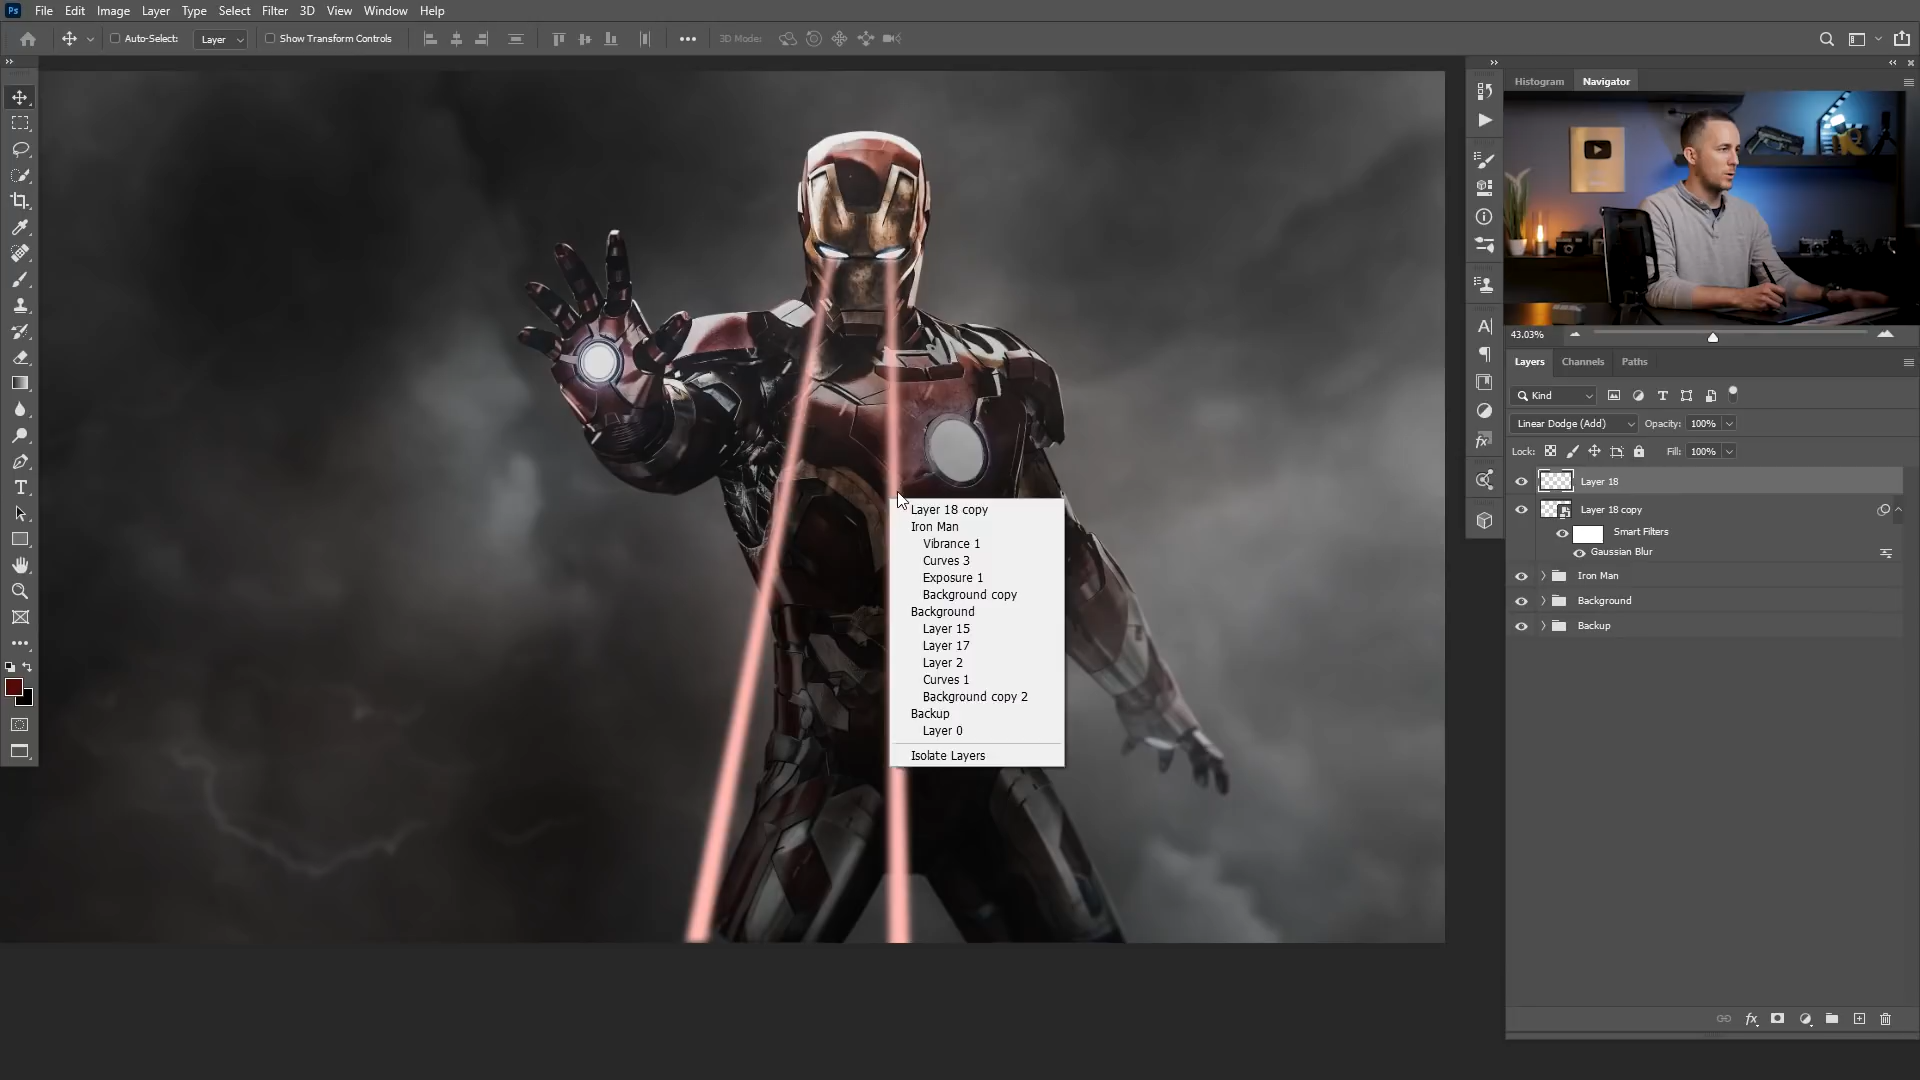 Ps File Edit Image Layer Type Select Filter 3D View Window Help
Auto-Select: Layer Show Transform Controls 3D Mode:
Histogram Navigator
43.03%
Layers Channels Paths
Kind
Linear Dodge (Add) Opacity: 100%
Lock: Fill: 100%
Layer 18
Layer 18 copy
Smart Filters
Gaussian Blur
Iron Man
Background
Backup
Layer 18 copy
Iron Man
Vibrance 1
Curves 3
Exposure 1
Background copy
Background
Layer 15
Layer 17
Layer 2
Curves 1
Background copy 2
Backup
Layer 0
Isolate Layers